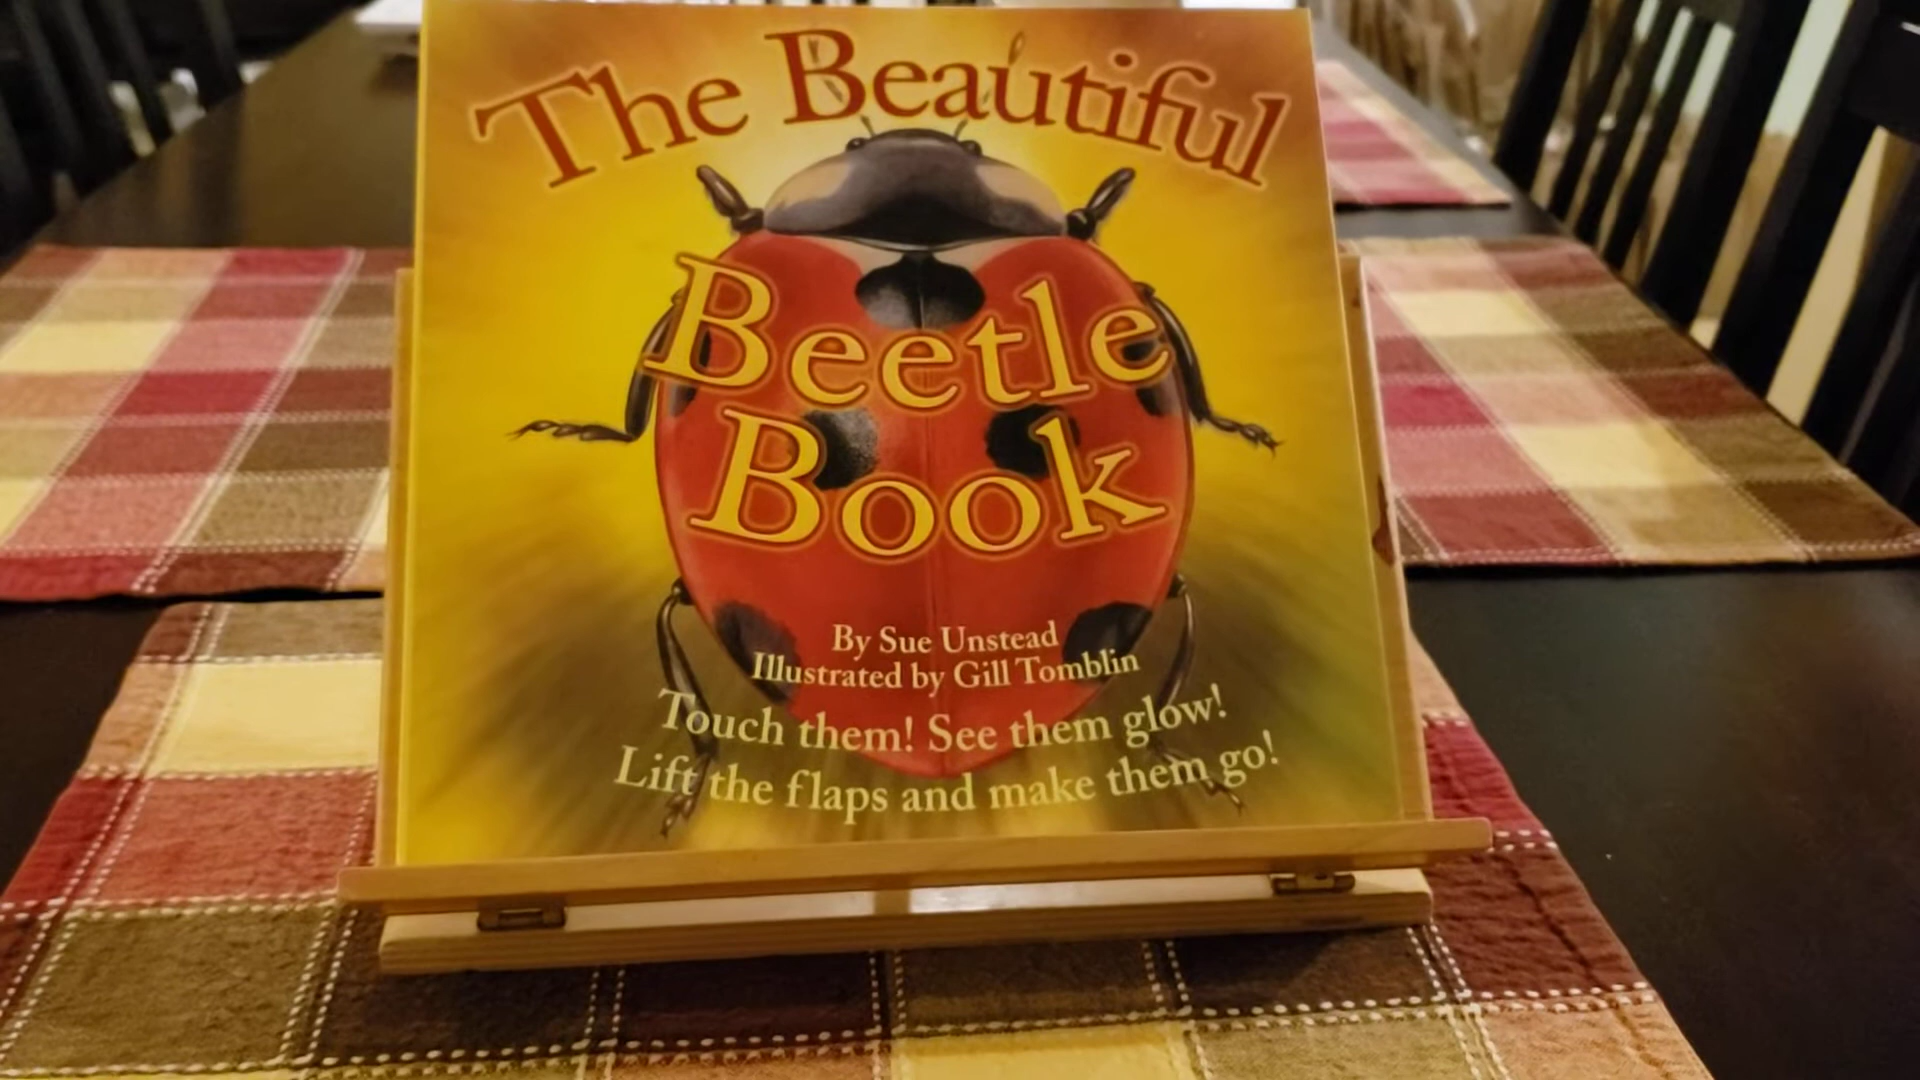 The Beautiful
Beetle
Book
By Sue Unstead
Illustrated by Gill Tomblin
Touch them! See them glow!
Lift the flaps and make them go!